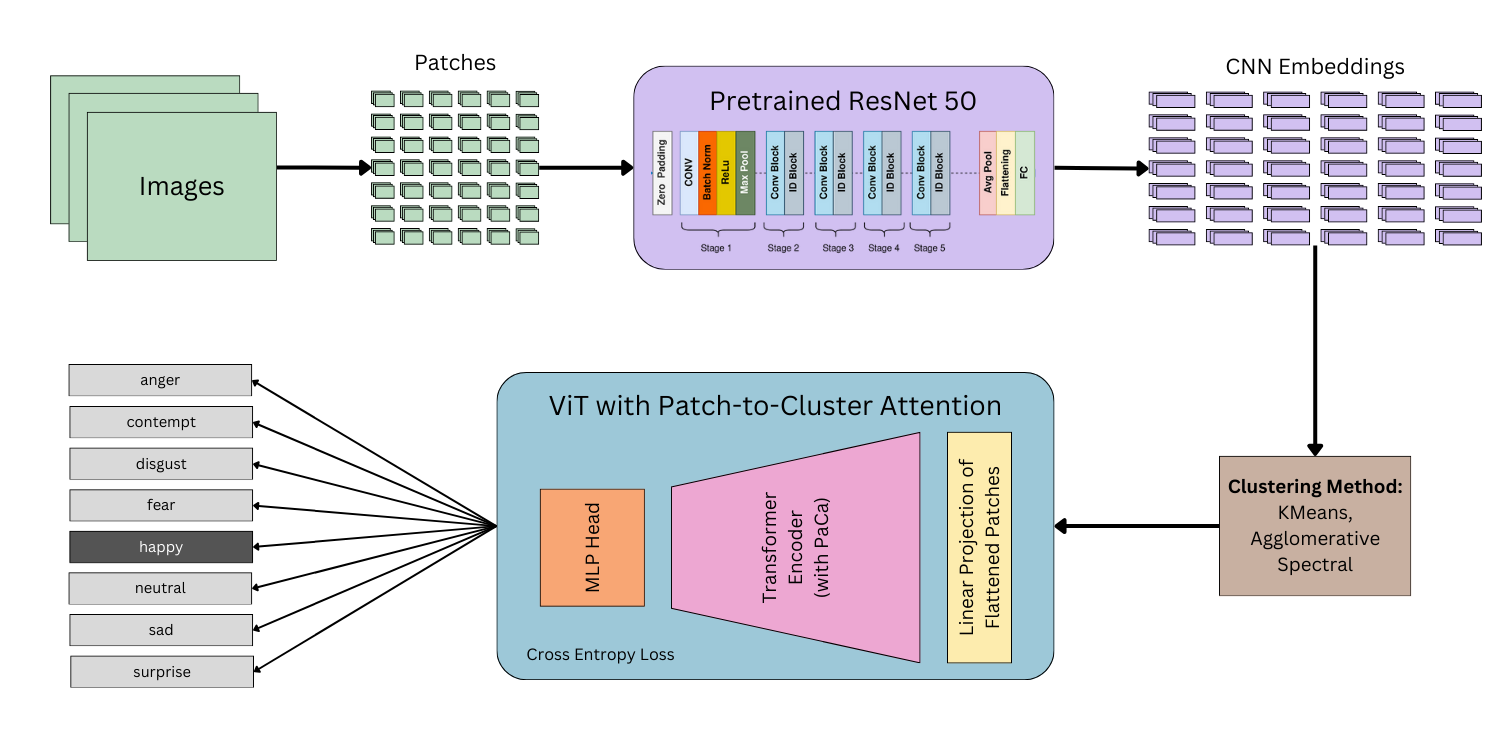 Patches
CNN Embeddings
Images
Pretrained ResNet 50
Zero Padding
CONV
Batch Norm
ReLu
Max Pool
Conv Block
ID Block
Conv Block
ID Block
Conv Block
ID Block
Conv Block
ID Block
Avg Pool
Flattening
FC
Stage 1
Stage 2
Stage 3
Stage 4
Stage 5
anger
contempt
disgust
fear
happy
neutral
sad
surprise
ViT with Patch-to-Cluster Attention
MLP Head
Transformer
Encoder
(with PaCa)
Linear Projection of
Flattened Patches
Cross Entropy Loss
Clustering Method:
KMeans,
Agglomerative
Spectral